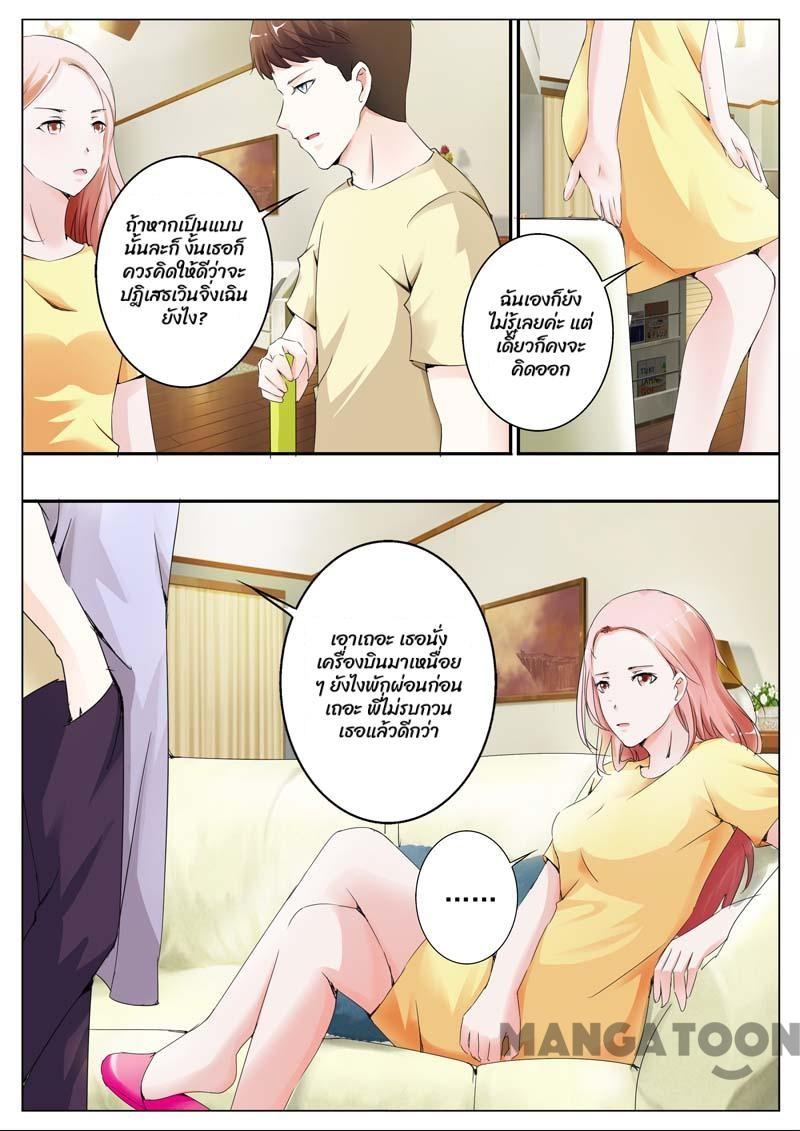 ถ้าหากเป็นแบบ
นั้นละก็ งั้นเธอก็
ควรคิดให้ดีว่าจะ
ปฎิเสธเวินจิ่งเฉิน
ยังไง?
ฉันเองก็ยัง
ไม่รู้เลยค่ะ แต่
เดี๋ยวก็คงจะ
คิดออก
เอาเถอะ เธอนั่ง
เครื่องบินมาเหนื่อย
ๆ ยังไงพักผ่อนก่อน
เถอะ พี่ไม่รบกวน
เธอแล้วดีกว่า
......
MANGATOON